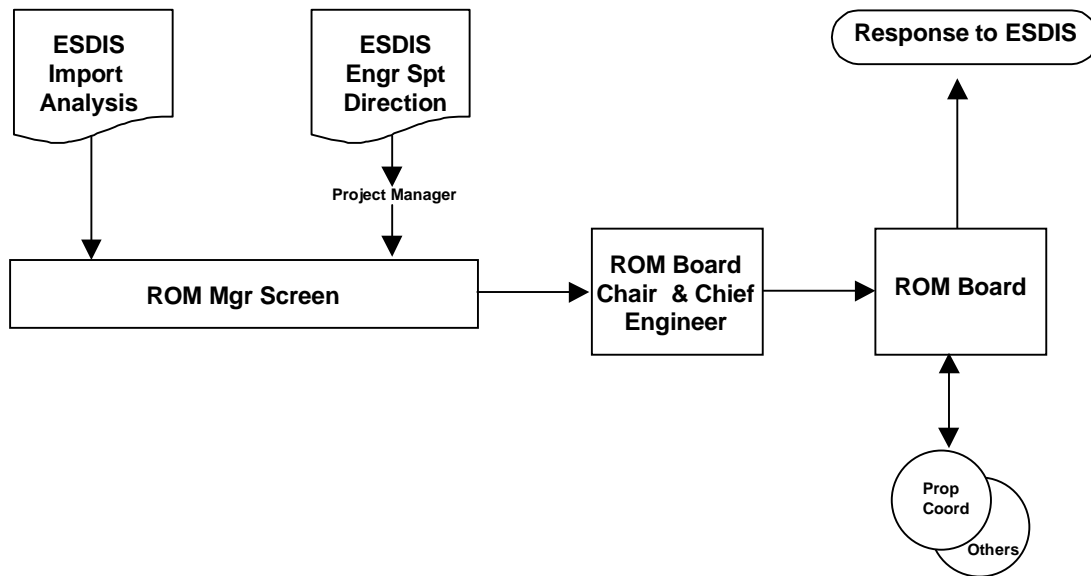 ESDIS
Import
Analysis
ESDIS
Engr Spt
Direction
Response to ESDIS
Project Manager
ROM Mgr Screen
ROM Board
Chair & Chief
Engineer
ROM Board
Prop
Coord
Others